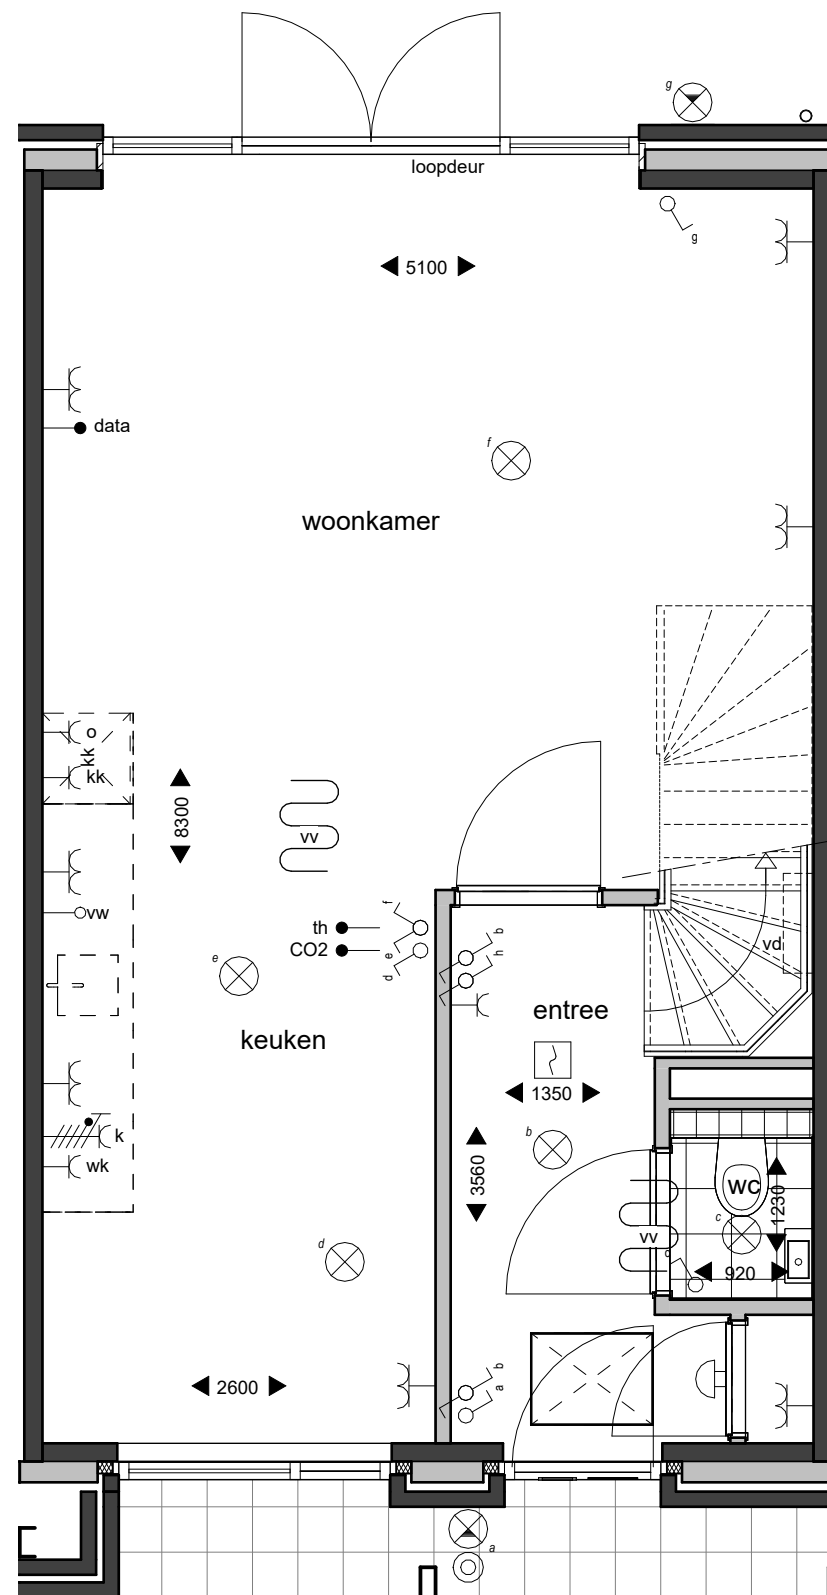 g
loopdeur
g
5100
data
f
woonkamer
o
kk
kk
8300
vv
f
th
vw
CO2
e
b
h
d
vd
e
entree
keuken
1350
b
k
3560
wk
WC
1230
c
vv
c
920
d
2600
b
a
a